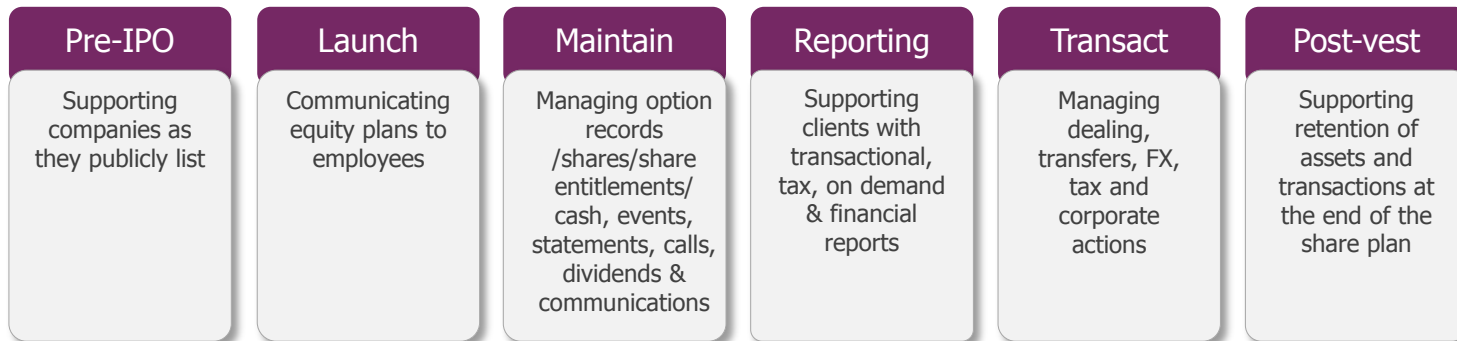 Pre-IPO
Supporting
companies as
they publicly list
Launch
Communicating
equity plans to
employees
Maintain
Managing option
records
/shares/share
entitlements/
cash, events,
statements, calls,
dividends &
communications
Reporting
Supporting
clients with
transactional,
tax, on demand
& financial
reports
Transact
Managing
dealing,
transfers, FX,
tax and
corporate
actions
Post-vest
Supporting
retention of
assets and
transactions at
the end of the
share plan